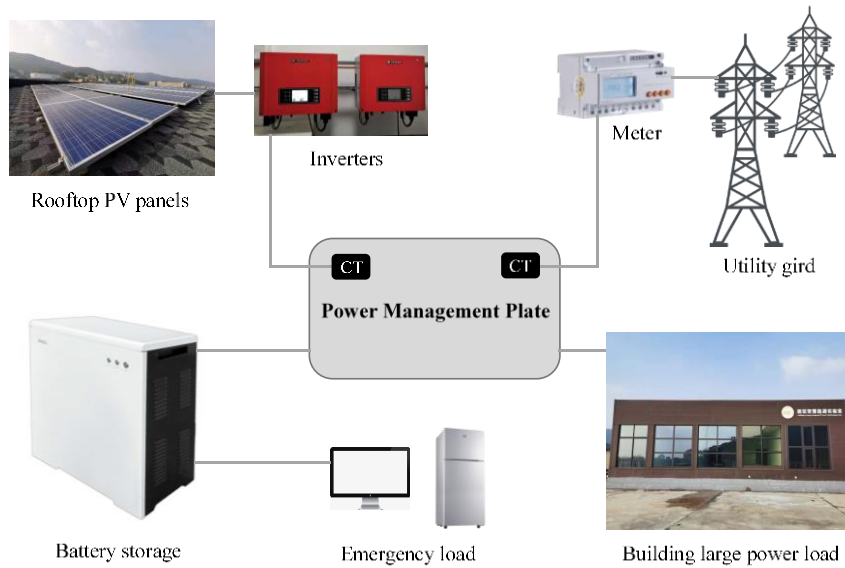 Rooftop PV panels
Inverters
Meter
Utility gird
CT
CT
Power Management Plate
Battery storage
Emergency load
Building large power load